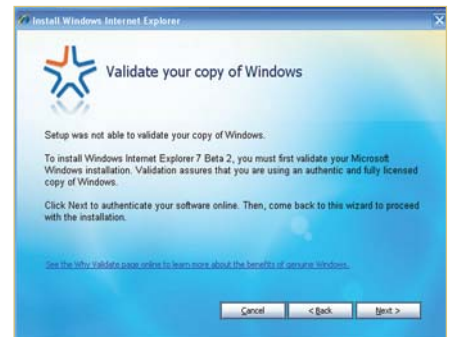 Install Windows Internet Explorer
Validate your copy of Windows
Setup was not able to validate your copy of Windows.
To install Windows Internet Explorer 7 Beta 2, you must first validate your Microsoft
Windows installation. Validation assures that you are using an authentic and fully licensed
copy of Windows.
Click Next to authenticate your software online. Then, come back to this wizard to proceed
with the installation.
See the Why Validate page online to learn more about the benefits of genuine Windows.
Cancel
< Back
Next >